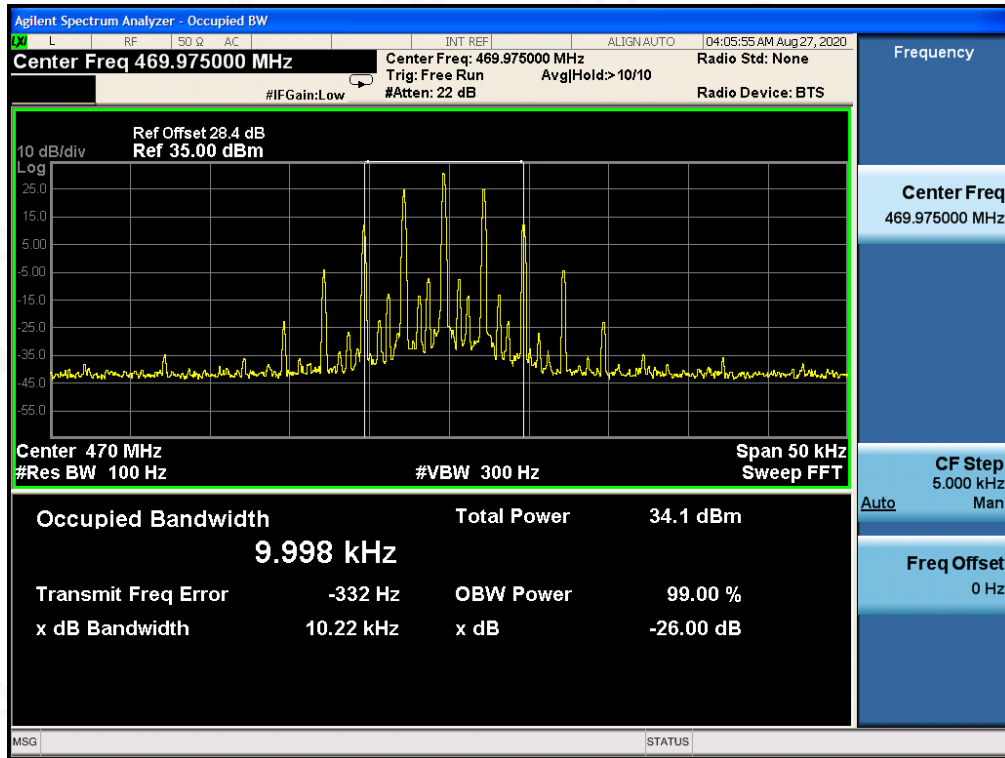 Agilent Spectrum Analyzer - Occupied BW
LXI L RF 50 Ω AC INT REF ALIGN AUTO 04:05:55 AM Aug 27, 2020
Center Freq 469.975000 MHz
Center Freq: 469.975000 MHz
Radio Std: None
Trig: Free Run
Avg|Hold:> 10/10
#IFGain:Low
#Atten: 22 dB
Radio Device: BTS
Ref Offset 28.4 dB
10 dB/div
Ref 35.00 dBm
Log
25.0
15.0
5.00
-5.00
-15.0
-25.0
-35.0
-45.0
-55.0
Center 470 MHz
Span 50 kHz
#Res BW 100 Hz
#VBW 300 Hz
Sweep FFT
Occupied Bandwidth
Total Power
34.1 dBm
9.998 kHz
Transmit Freq Error
-332 Hz
OBW Power
99.00 %
x dB Bandwidth
10.22 kHz
x dB
-26.00 dB
MSG
STATUS
Frequency
Center Freq
469.975000 MHz
CF Step
5.000 kHz
Auto Man
Freq Offset
0 Hz